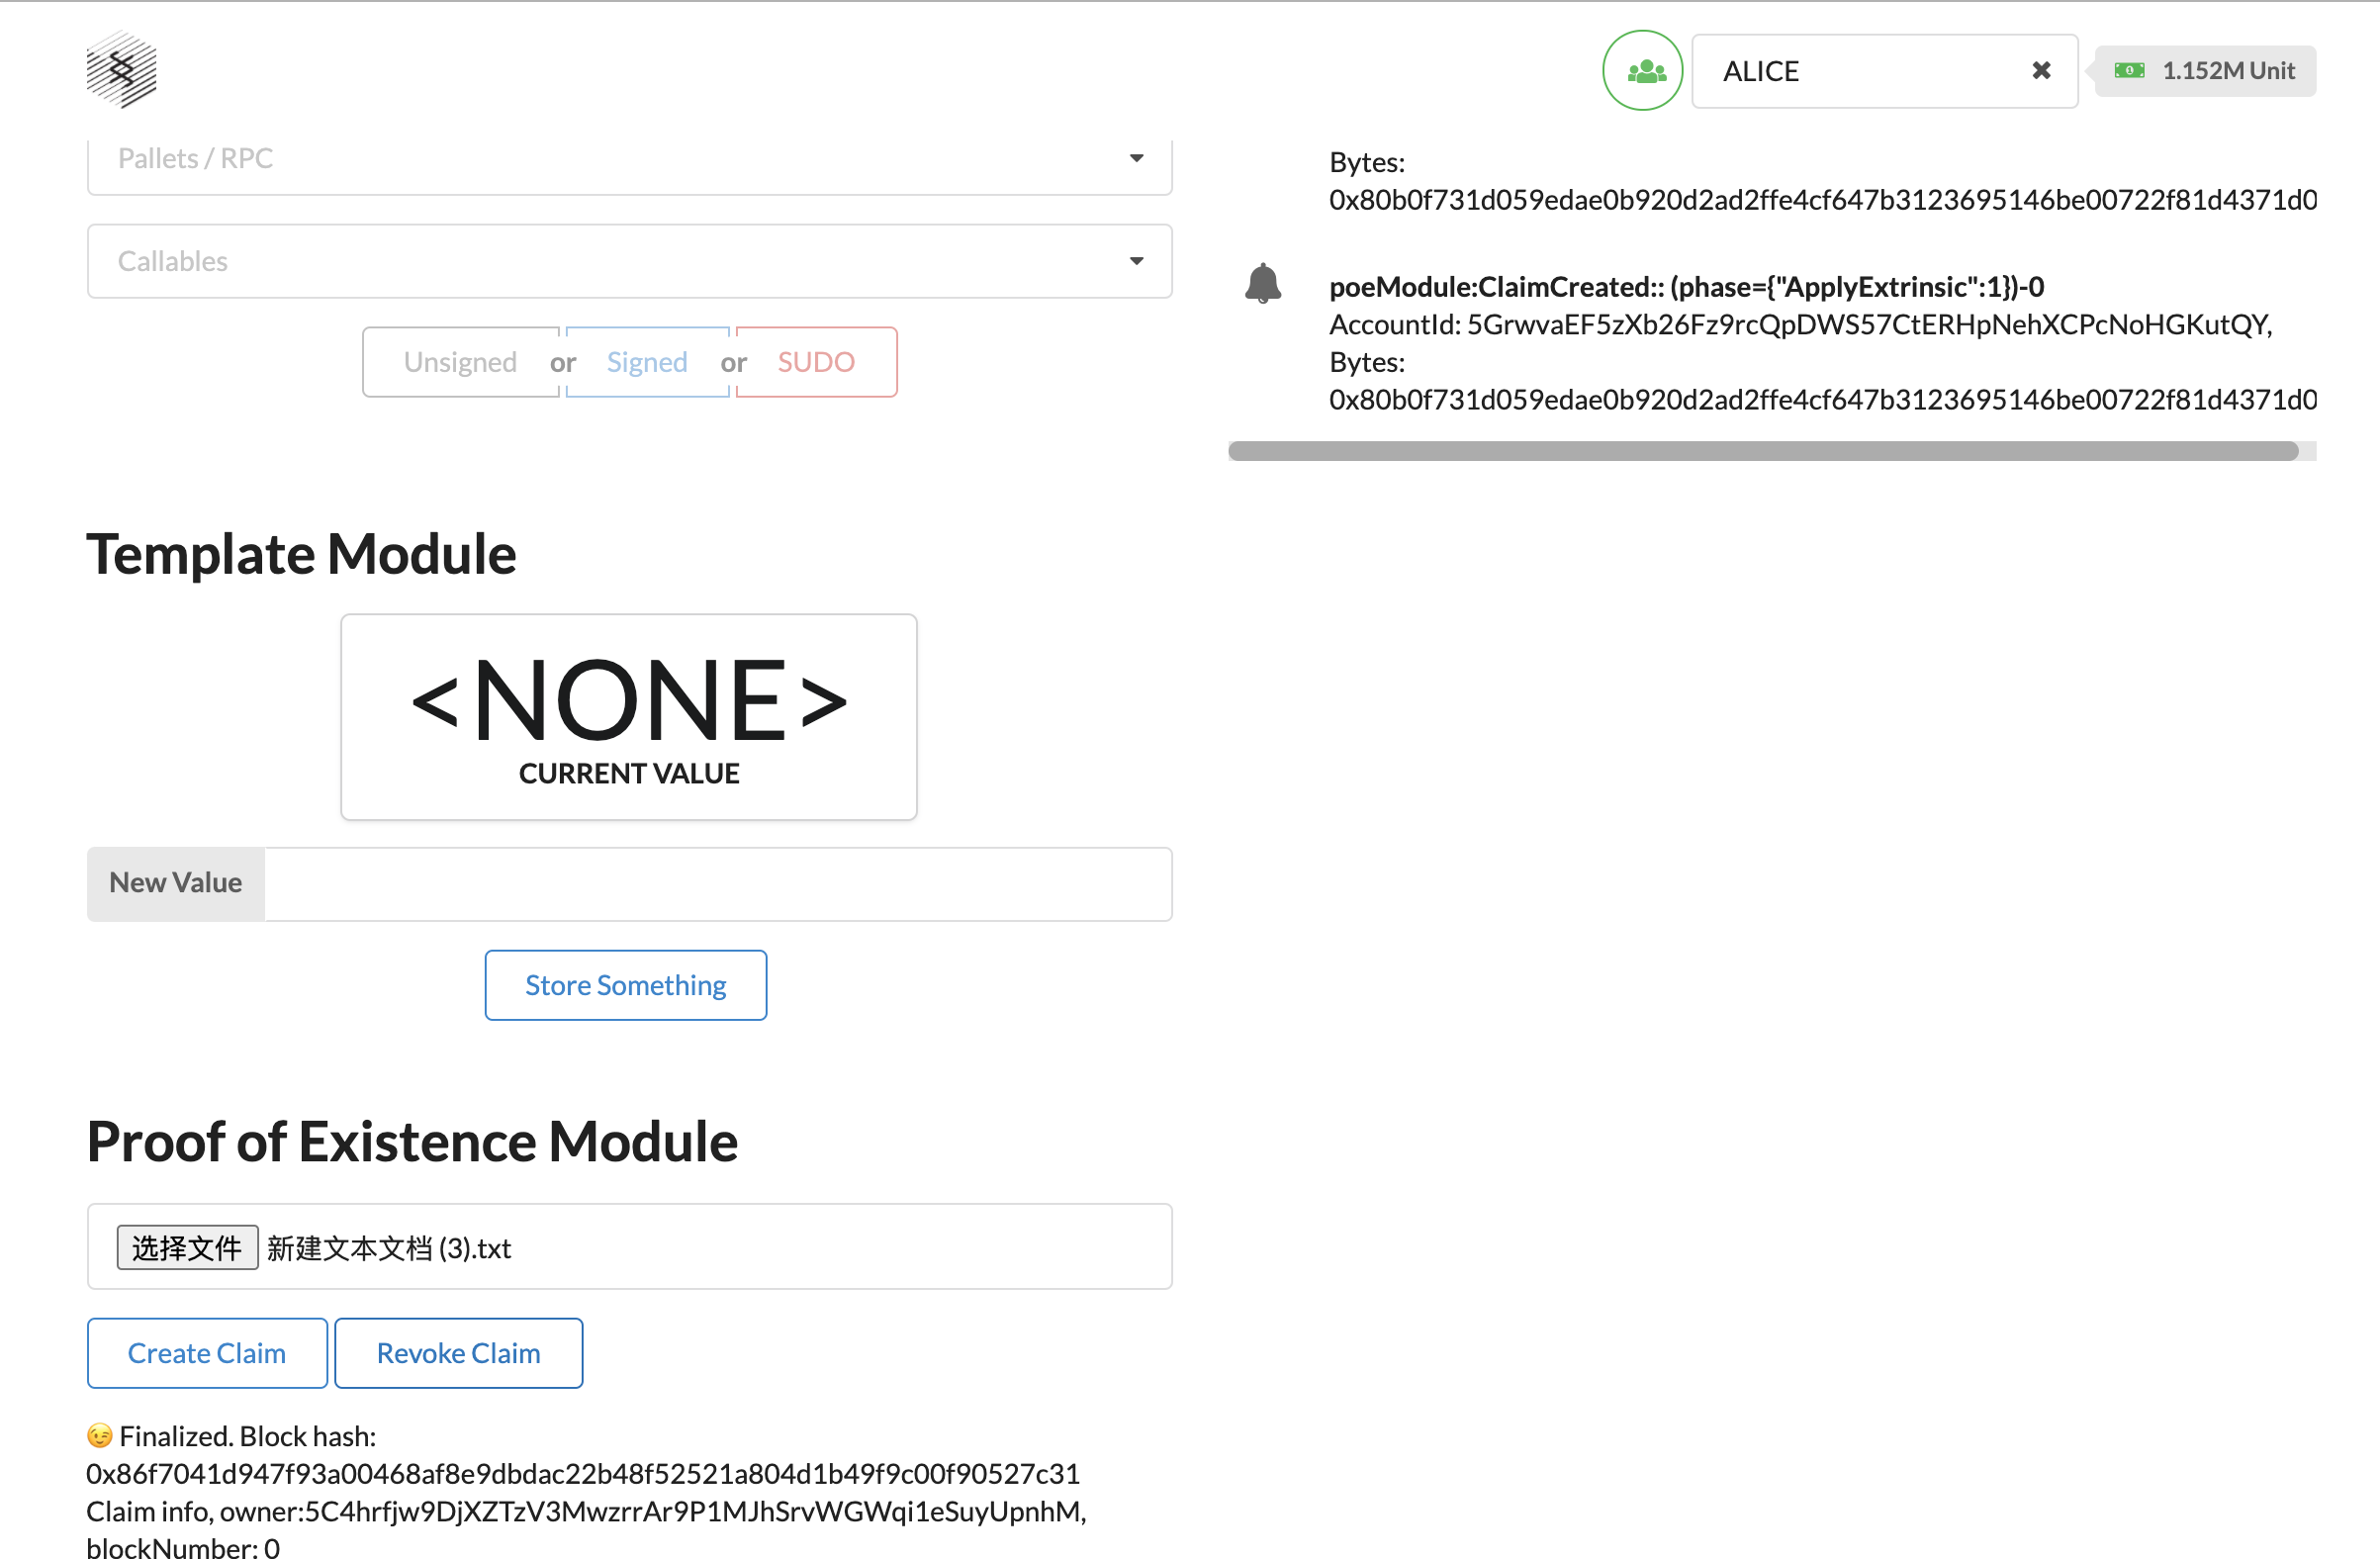 ALICE
1.152M Unit
Pallets / RPC
Callables
Unsigned or Signed or SUDO
Bytes:
0x80b0f731d059edae0b920d2ad2ffe4cf647b3123695146be00722f81d4371d0
poeModule:ClaimCreated:: (phase={"ApplyExtrinsic":1})-0
AccountId: 5GrwvaEF5zXb26Fz9rcQpDWS57CtERHpNehXCPcNoHGKutQY,
Bytes:
0x80b0f731d059edae0b920d2ad2ffe4cf647b3123695146be00722f81d4371d0
Template Module
<NONE>
CURRENT VALUE
New Value
Store Something
Proof of Existence Module
选择文件 新建文本文档 (3).txt
Create Claim
Revoke Claim
😉 Finalized. Block hash:
0x86f7041d947f93a00468af8e9dbdac22b48f52521a804d1b49f9c00f90527c31
Claim info, owner:5C4hrfjw9DjXZTzV3MwzrrAr9P1MJhSrvWGWqi1eSuyUpnhM,
blockNumber: 0